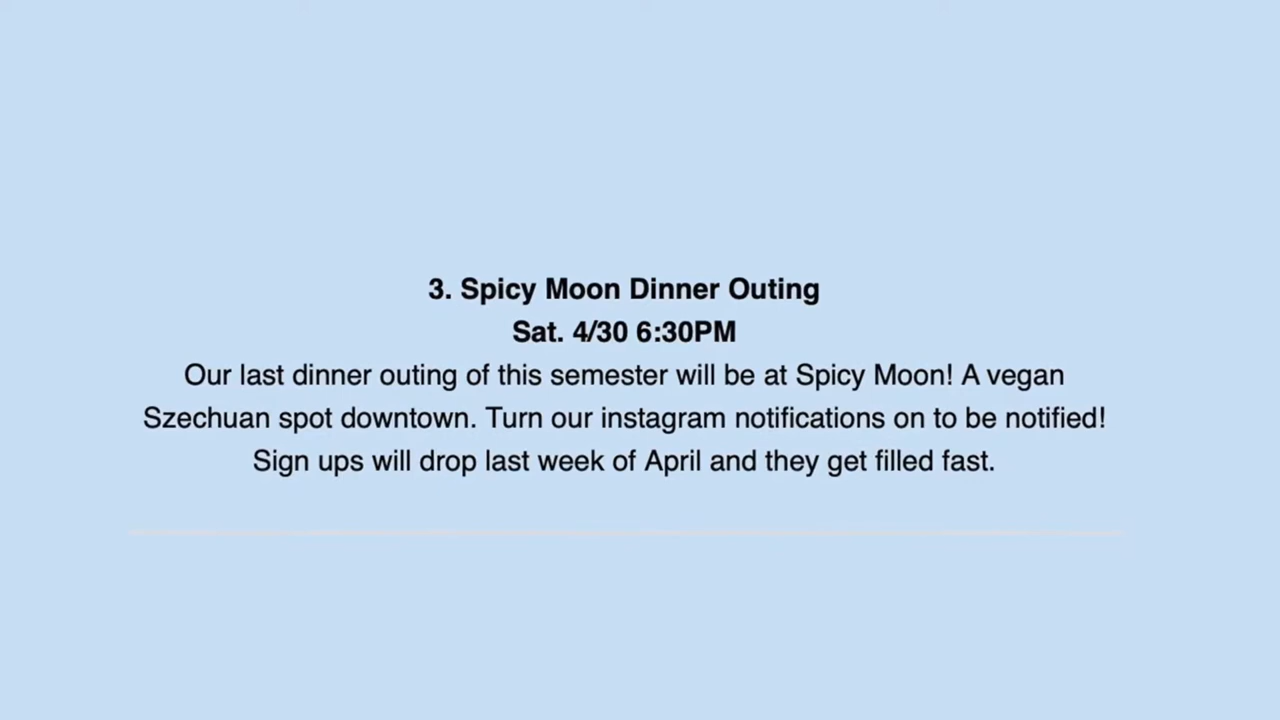 3. Spicy Moon Dinner Outing
Sat. 4/30 6:30PM
Our last dinner outing of this semester will be at Spicy Moon! A vegan
Szechuan spot downtown. Turn our instagram notifications on to be notified!
Sign ups will drop last week of April and they get filled fast.